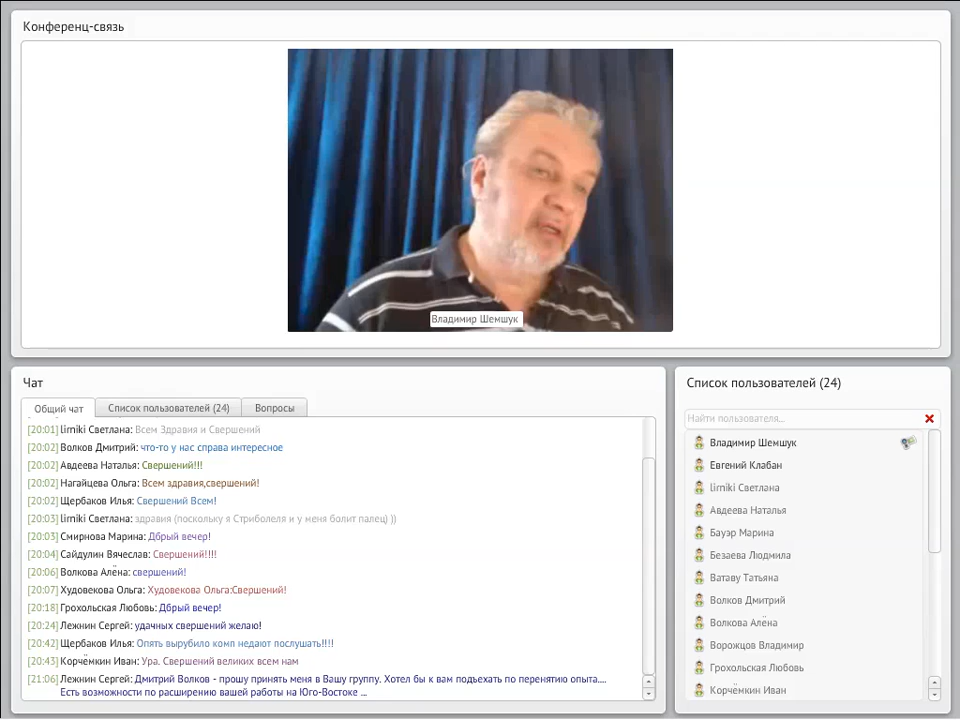 Конференц-связь
Владимир Шемшук
Чат
Общий чат
Список пользователей (24)
Вопросы
[20:01] lirniki Светлана: Всем Здравия и Свершений
[20:02] Волков Дмитрий: что-то у нас справа интересное
[20:02] Авдеева Наталья: Свершений!!!
[20:02] Нагайцева Ольга: Всем здравия,свершений!
[20:02] Щербаков Илья: Свершений Всем!
[20:03] lirniki Светлана: здравия (поскольку я Стриболеля и у меня болит палец) ))
[20:03] Смирнова Марина: Дбрый вечер!
[20:04] Сайдулин Вячеслав: Свершений!!!!
[20:06] Волкова Алёна: свершений!
[20:07] Худовекова Ольга: Худовекова Ольга:Свершений!
[20:18] Грохольская Любовь: Дбрый вечер!
[20:24] Лежнин Сергей: удачных свершений желаю!
[20:42] Щербаков Илья: Опять вырубило комп недают послушать!!!!
[20:43] Корчёмкин Иван: Ура. Свершений великих всем нам
[21:06] Лежнин Сергей: Дмитрий Волков - прошу принять меня в Вашу группу. Хотел бы к вам подъехать по перенятию опыта....
Есть возможности по расширению вашей работы на Юго-Востоке ...
Список пользователей (24)
Найти пользователя...
Владимир Шемшук
Евгений Клабан
lirniki Светлана
Авдеева Наталья
Бауэр Марина
Безаева Людмила
Ватаву Татьяна
Волков Дмитрий
Волкова Алёна
Ворожцов Владимир
Грохольская Любовь
Корчёмкин Иван